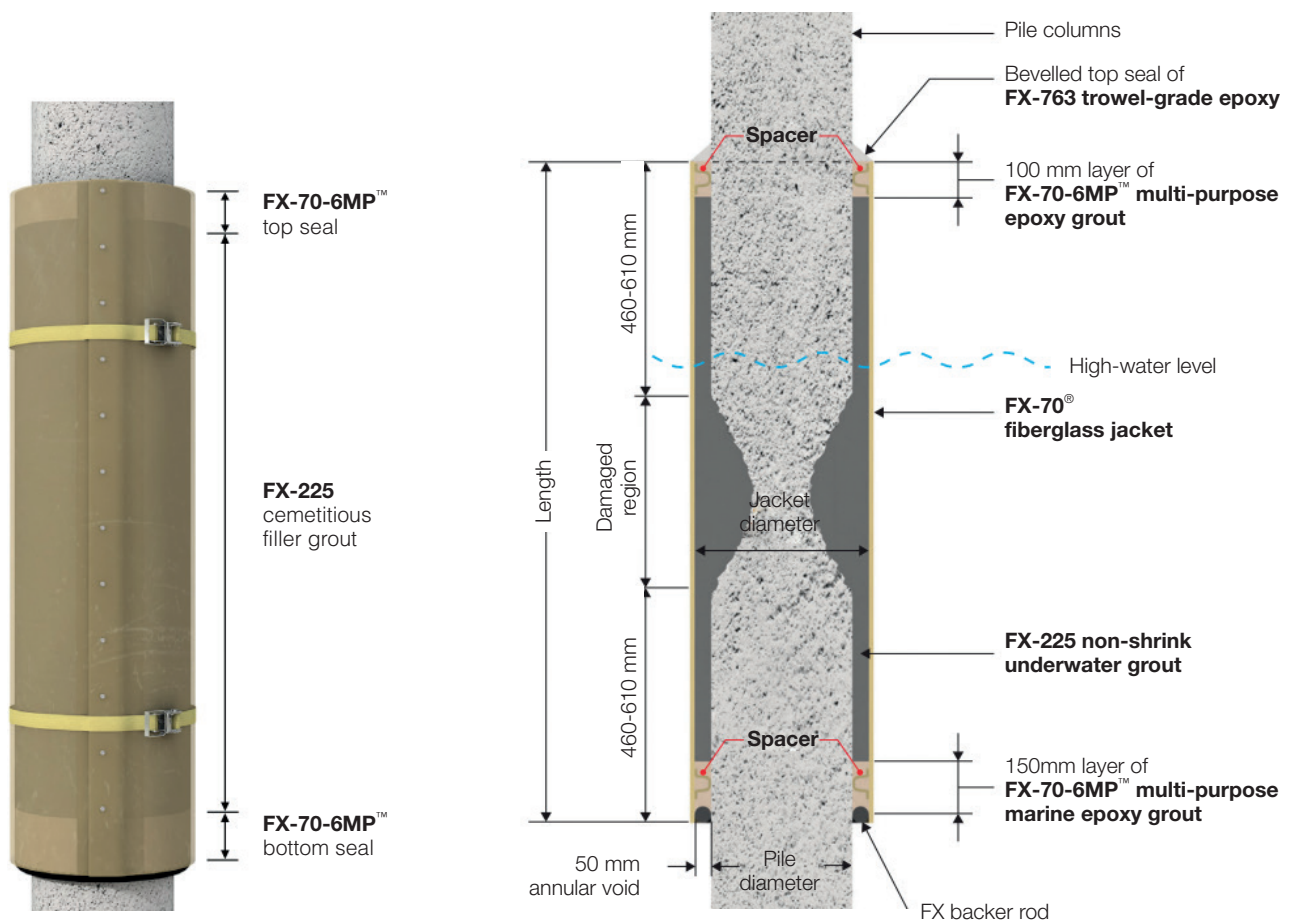 FX-70-6MP™
top seal
FX-225
cemetitious
filler grout
FX-70-6MP™
bottom seal
Pile columns
Bevelled top seal of
FX-763 trowel-grade epoxy
Spacer
100 mm layer of
FX-70-6MP™ multi-purpose
epoxy grout
460-610 mm
High-water level
FX-70®
fiberglass jacket
Length
Damaged
region
Jacket
diameter
460-610 mm
FX-225 non-shrink
underwater grout
Spacer
150mm layer of
FX-70-6MP™ multi-purpose
marine epoxy grout
50 mm
annular void
Pile
diameter
FX backer rod